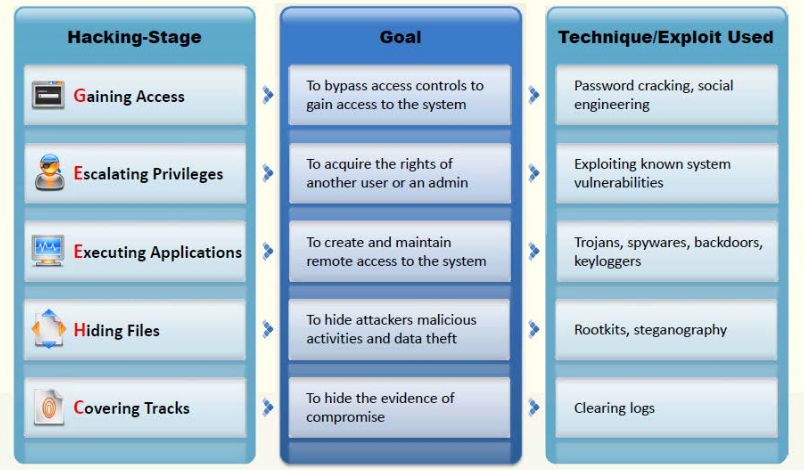 Hacking-Stage
Goal
Technique/Exploit Used
Gaining Access
To bypass access controls to
gain access to the system
Password cracking, social
engineering
Escalating Privileges
To acquire the rights of
another user or an admin
Exploiting known system
vulnerabilities
Executing Applications
To create and maintain
remote access to the system
Trojans, spywares, backdoors,
keyloggers
Hiding Files
To hide attackers malicious
activities and data theft
Rootkits, steganography
Covering Tracks
To hide the evidence of
compromise
Clearing logs